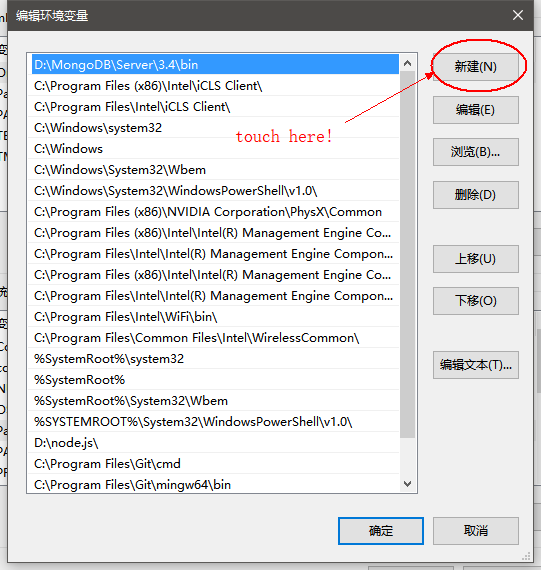 编辑环境变量
D:\MongoDB\Server\3.4\bin
C:\Program Files (x86)\Intel\iCLS Client\
C:\Program Files\Intel\iCLS Client\
C:\Windows\system32
C:\Windows
C:\Windows\System32\Wbem
C:\Windows\System32\WindowsPowerShell\v1.0\
C:\Program Files (x86)\NVIDIA Corporation\PhysX\Common
C:\Program Files (x86)\Intel\Intel(R) Management Engine Co...
C:\Program Files\Intel\Intel(R) Management Engine Compon...
C:\Program Files (x86)\Intel\Intel(R) Management Engine Co...
C:\Program Files\Intel\Intel(R) Management Engine Compon...
C:\Program Files\Intel\WiFi\bin\
C:\Program Files\Common Files\Intel\WirelessCommon\
%SystemRoot%\system32
%SystemRoot%
%SystemRoot%\System32\Wbem
%SYSTEMROOT%\System32\WindowsPowerShell\v1.0\
D:\node.js\
C:\Program Files\Git\cmd
C:\Program Files\Git\mingw64\bin
touch here!
新建(N)
编辑(E)
浏览(B)...
删除(D)
上移(U)
下移(O)
编辑文本(T)...
确定
取消